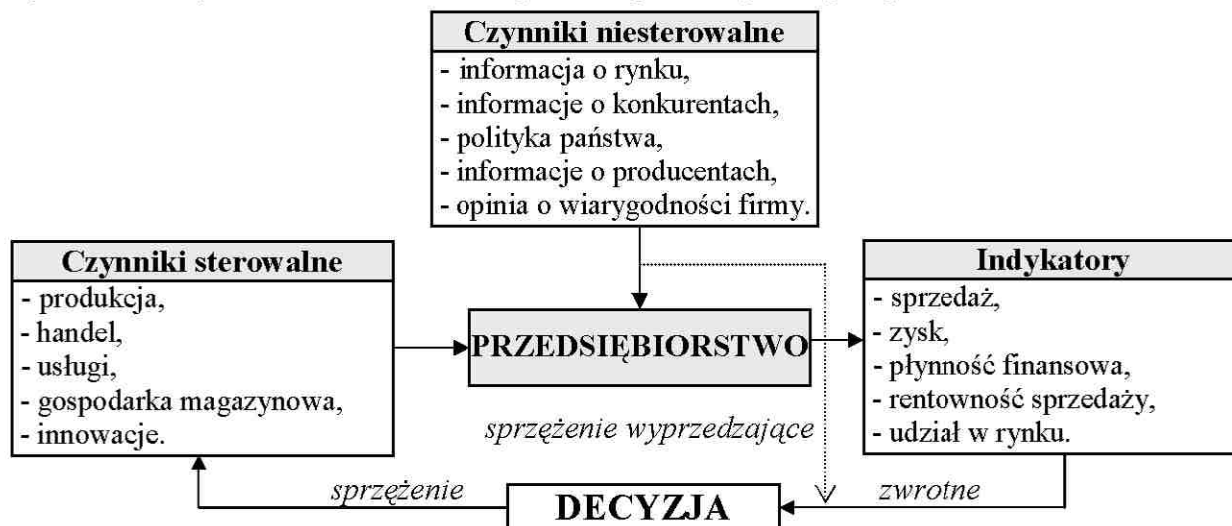 Czynniki niesterowalne
- informacja o rynku,
- informacje o konkurentach,
- polityka państwa,
- informacje o producentach,
- opinia o wiarygodności firmy.
Czynniki sterowalne
- produkcja,
- handel,
- usługi,
- gospodarka magazynowa,
- innowacje.
PRZEDSIĘBIORSTWO
Indykatory
- sprzedaż,
- zysk,
- płynność finansowa,
- rentowność sprzedaży,
- udział w rynku.
sprzężenie wyprzedzające
sprzężenie
DECYZJA
zwrotne